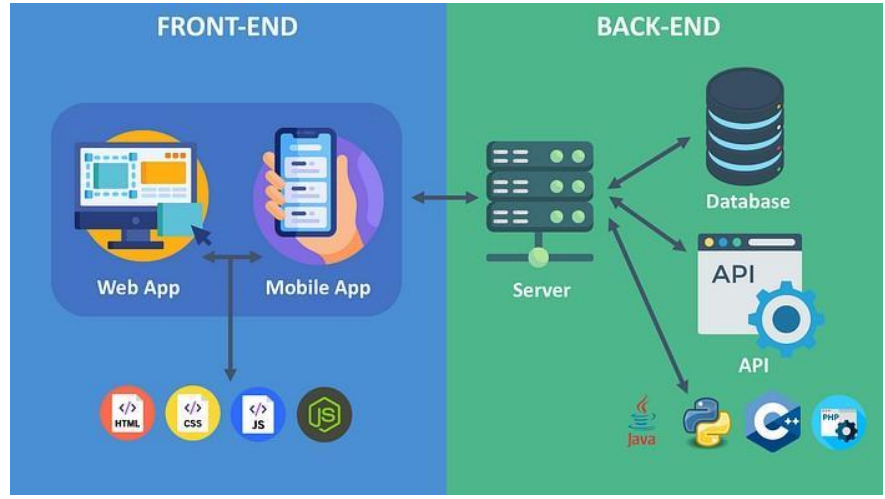 FRONT-END
BACK-END
Web App
Mobile App
Server
Database
API
API
</>
HTML
</>
CSS
</>
JS
JS
Java
C++
PHP